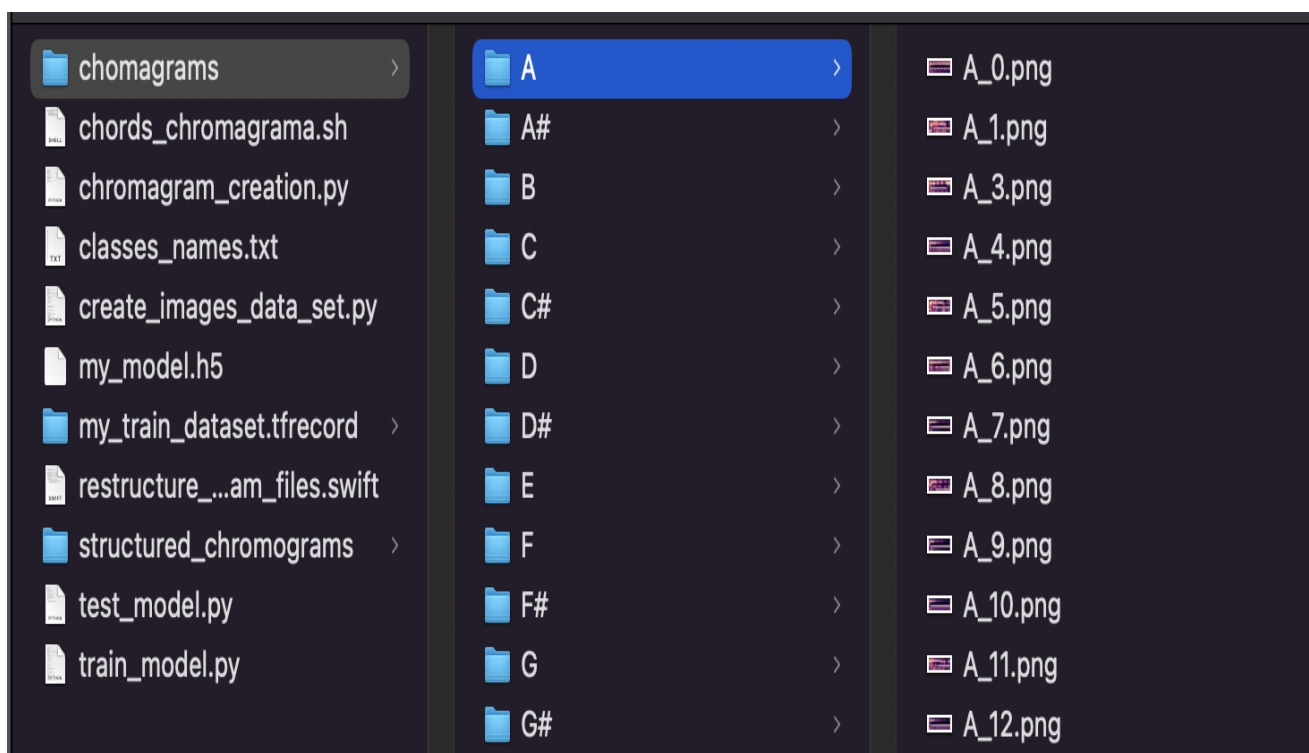 chomagrams
chords_chromagrama.sh
chromagram_creation.py
classes_names.txt
create_images_data_set.py
my_model.h5
my_train_dataset.tfrecord
restructure_...am_files.swift
structured_chromograms
test_model.py
train_model.py
A
A#
B
C
C#
D
D#
E
F
F#
G
G#
A_0.png
A_1.png
A_3.png
A_4.png
A_5.png
A_6.png
A_7.png
A_8.png
A_9.png
A_10.png
A_11.png
A_12.png